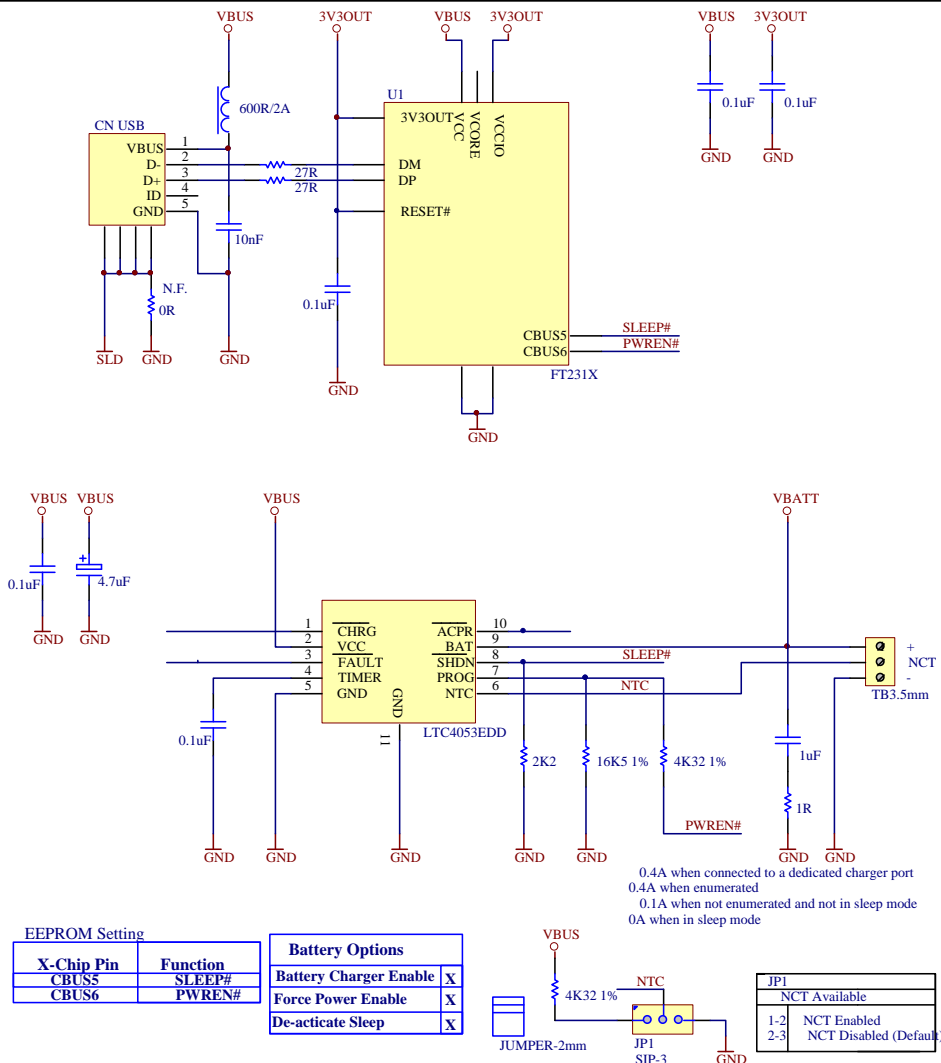 VBUS 3V3OUT VBUS 3V3OUT VBUS 3V3OUT
U1
600R/2A
0.1uF 0.1uF
CN USB
3V3OUT VCC VCORE VCCIO
VBUS 1
D- 2
D+ 3
ID 4
GND 5
27R
27R
DM
DP
RESET#
GND GND
10nF
N.F.
0R
0.1uF
CBUS5 SLEEP#
CBUS6 PWREN#
SLD GND GND
FT231X
GND
GND
VBUS VBUS VBUS VBATT
0.1uF
+
4.7uF
GND GND
1 CHRG ACPR 10
2 VCC BAT 9
3 FAULT SHDN 8 SLEEP#
4 TIMER PROG 7
5 GND NTC 6 NTC
GND
11
LTC4053EDD
+
NCT
-
TB3.5mm
0.1uF
2K2 16K5 1% 4K32 1%
1uF
1R
PWREN#
GND GND GND GND GND GND GND
0.4A when connected to a dedicated charger port
0.4A when enumerated
0.1A when not enumerated and not in sleep mode
0A when in sleep mode
EEPROM Setting
X-Chip Pin Function
CBUS5 SLEEP#
CBUS6 PWREN#
Battery Options
Battery Charger Enable X
Force Power Enable X
De-acticate Sleep X
JUMPER-2mm
VBUS
4K32 1%
NTC
JP1
SIP-3
GND
JP1
NCT Available
1-2 NCT Enabled
2-3 NCT Disabled (Default)